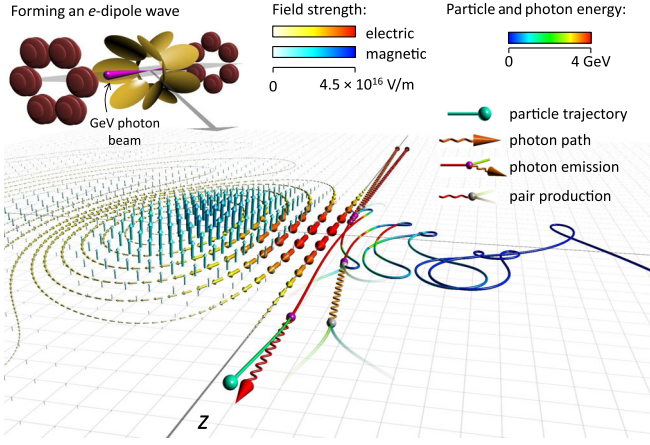 Forming an e-dipole wave
GeV photon
beam
Field strength:
electric
magnetic
0
4.5 × 10¹⁶ V/m
Particle and photon energy:
0
4 GeV
particle trajectory
photon path
photon emission
pair production
z